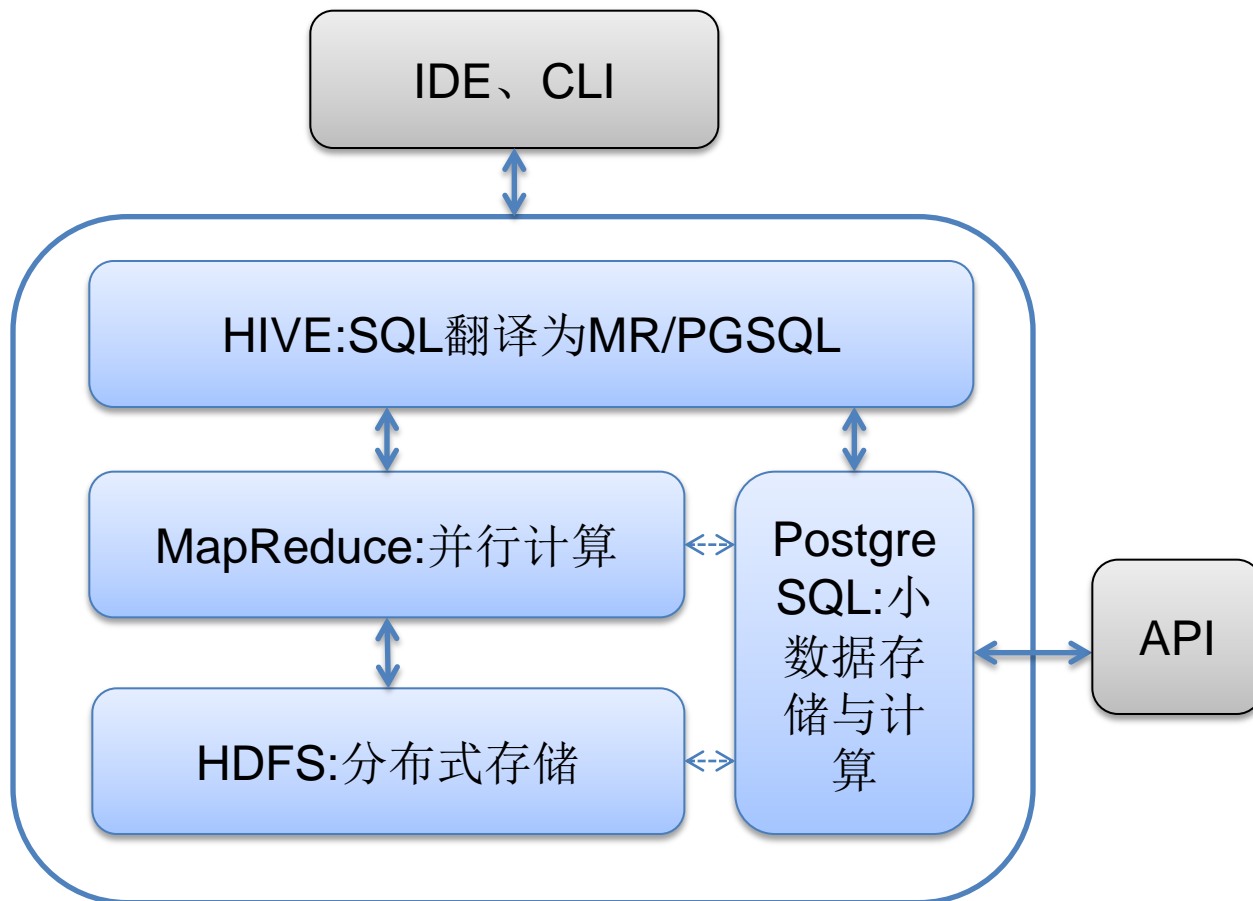 IDE、CLI
HIVE:SQL翻译为MR/PGSQL
MapReduce:并行计算
Postgre
SQL:小
数据存
储与计
算
API
HDFS:分布式存储